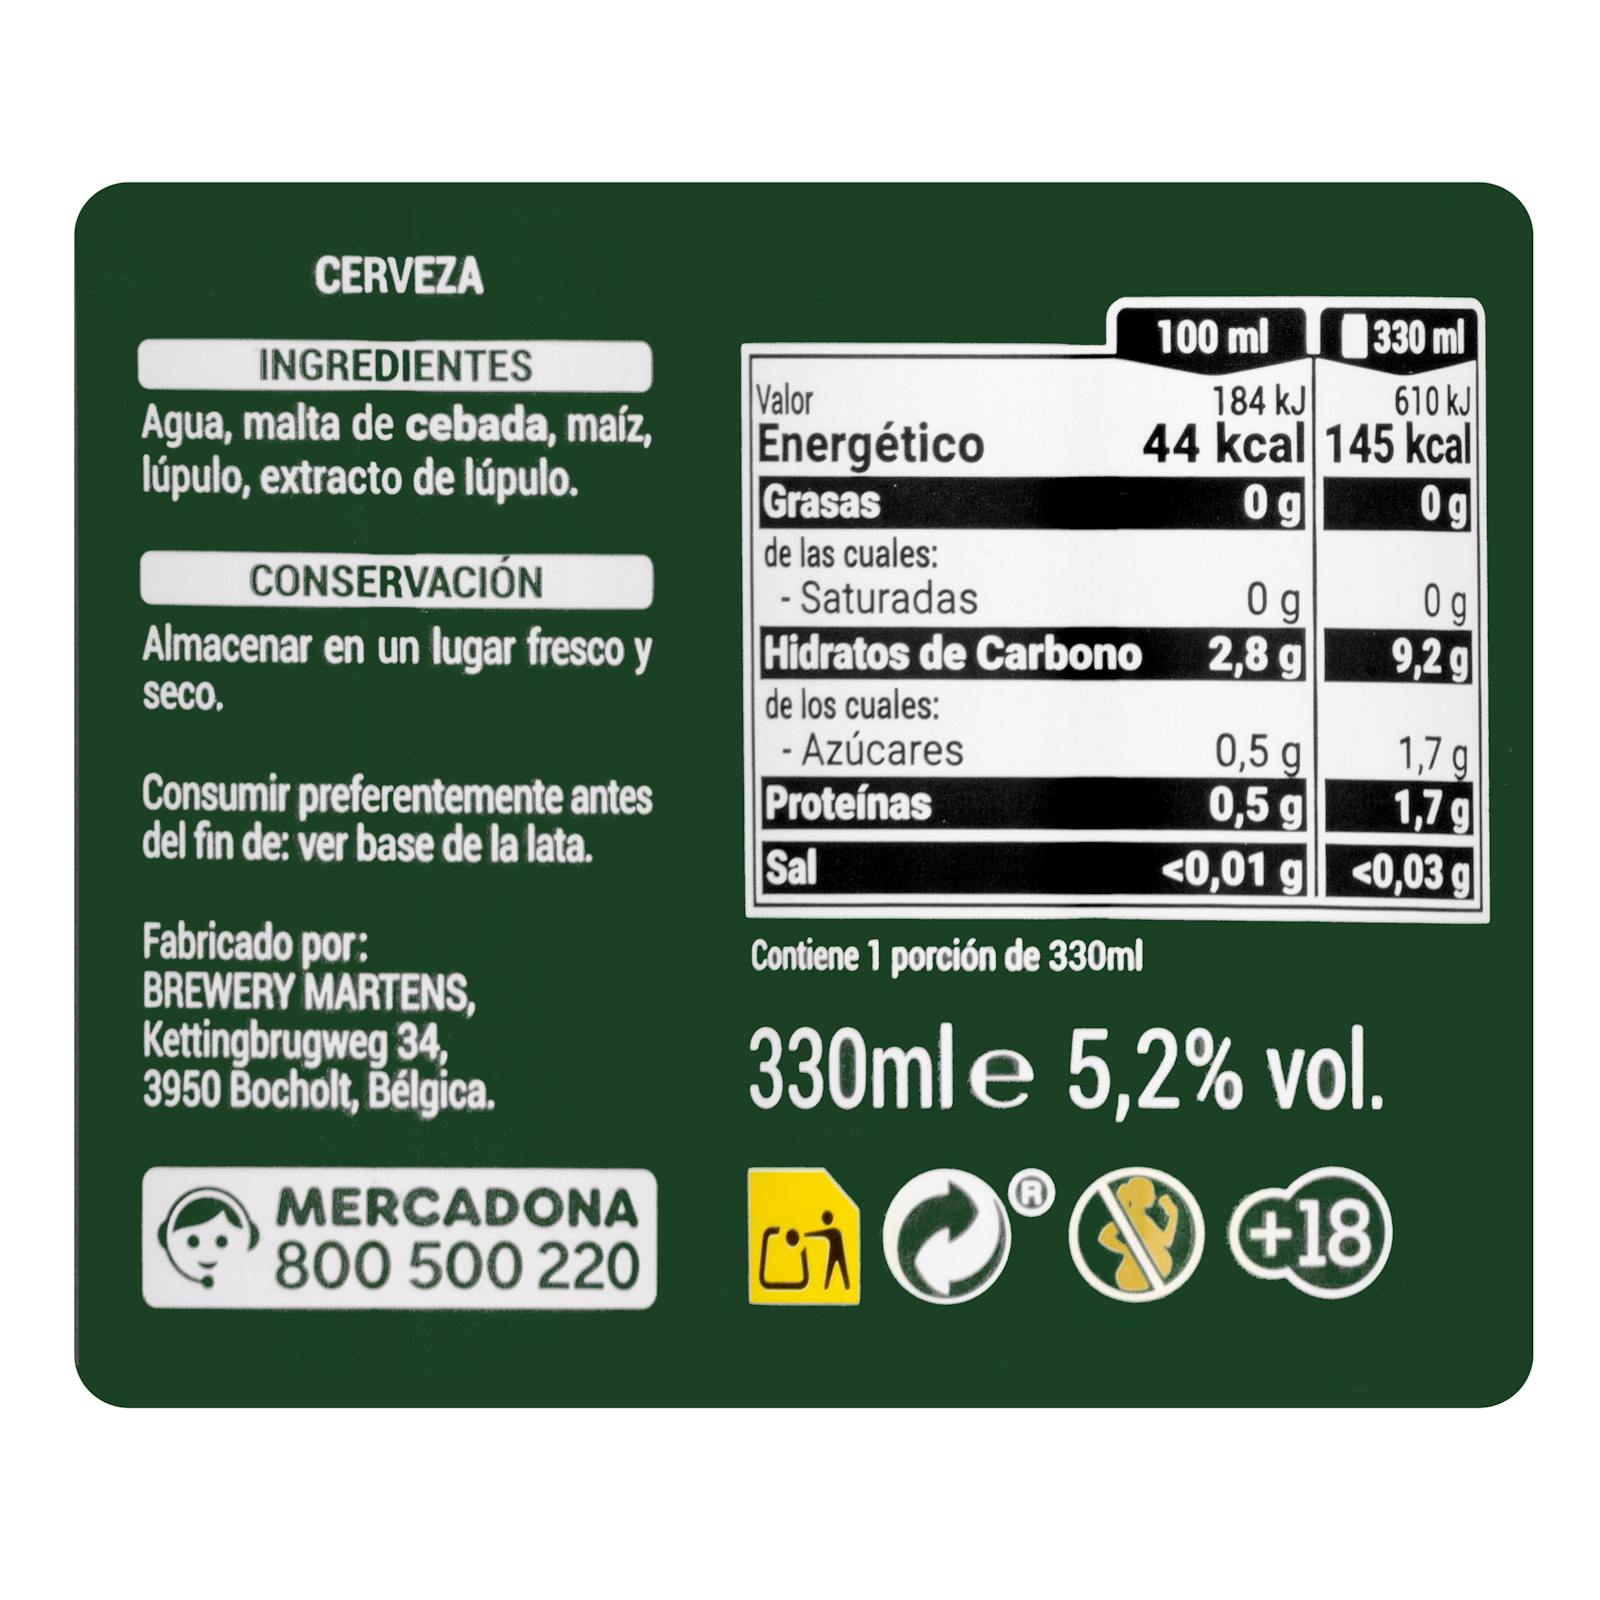 CERVEZA
INGREDIENTES
Agua, malta de cebada, maíz,
lúpulo, extracto de lúpulo.
CONSERVACIÓN
Almacenar en un lugar fresco y
seco.
Consumir preferentemente antes
del fin de: ver base de la lata.
Fabricado por:
BREWERY MARTENS,
Kettingbrugweg 34,
3950 Bocholt, Bélgica.
MERCADONA
800 500 220
100 ml 330 ml
Valor 184 kJ 610 kJ
Energético 44 kcal 145 kcal
Grasas 0 g 0 g
de las cuales:
- Saturadas 0 g 0 g
Hidratos de Carbono 2,8 g 9,2 g
de los cuales:
- Azúcares 0,5 g 1,7 g
Proteínas 0,5 g 1,7 g
Sal <0,01 g <0,03 g
Contiene 1 porción de 330ml
330ml e 5,2% vol.
®
+18